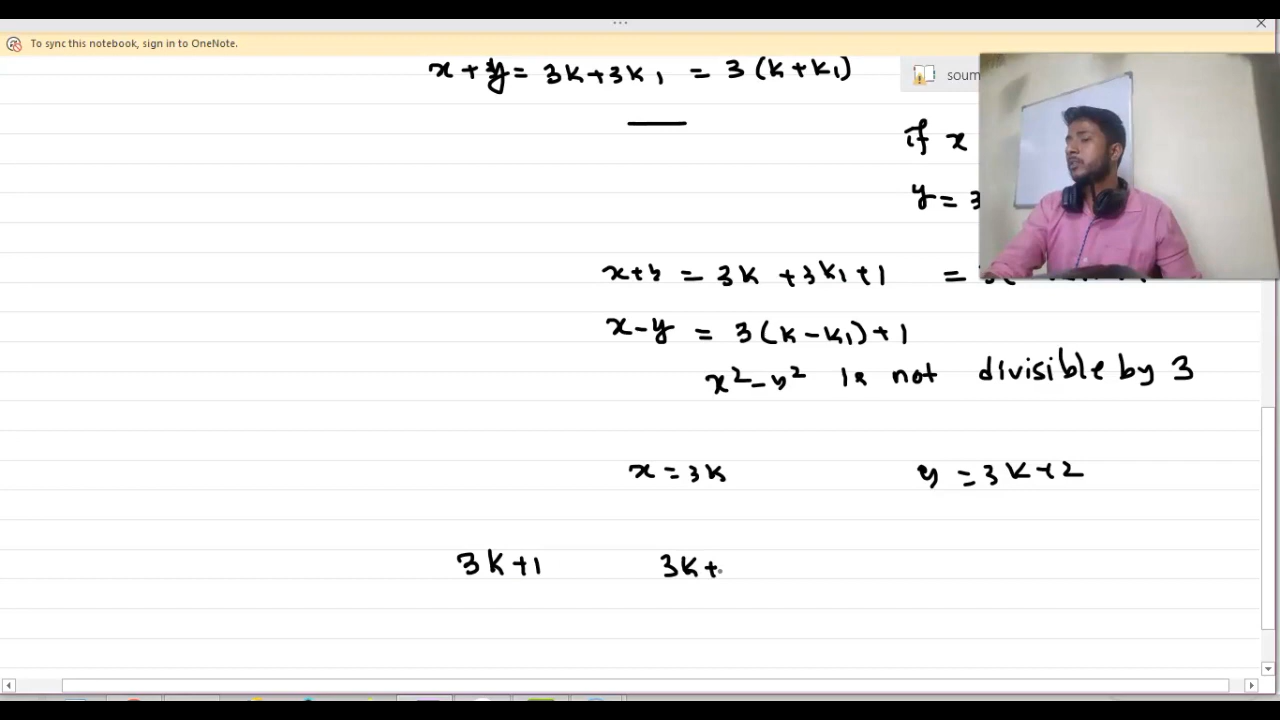 To sync this notebook, sign in to OneNote.
x + y = 3k + 3k₁ = 3 (k + k₁)
soum
if x
y = 3
x + y = 3k + 3k₁ + 1 =
x - y = 3(k - k₁) + 1
x² - y² is not divisible by 3
x = 3k y = 3k + 2
3k + 1 3k +